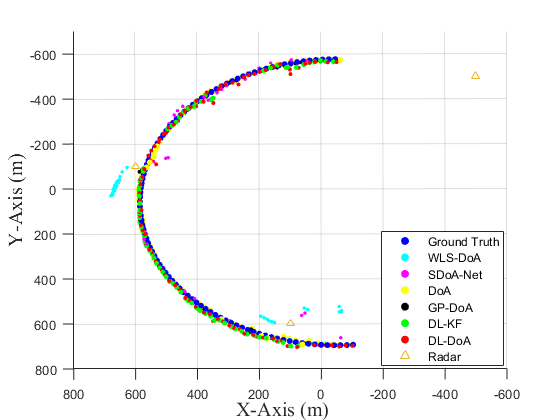 -600
-400
-200
0
200
400
600
800
Y-Axis (m)
Ground Truth
WLS-DoA
SDoA-Net
DoA
GP-DoA
DL-KF
DL-DoA
Radar
800 600 400 200 0 -200 -400 -600
X-Axis (m)